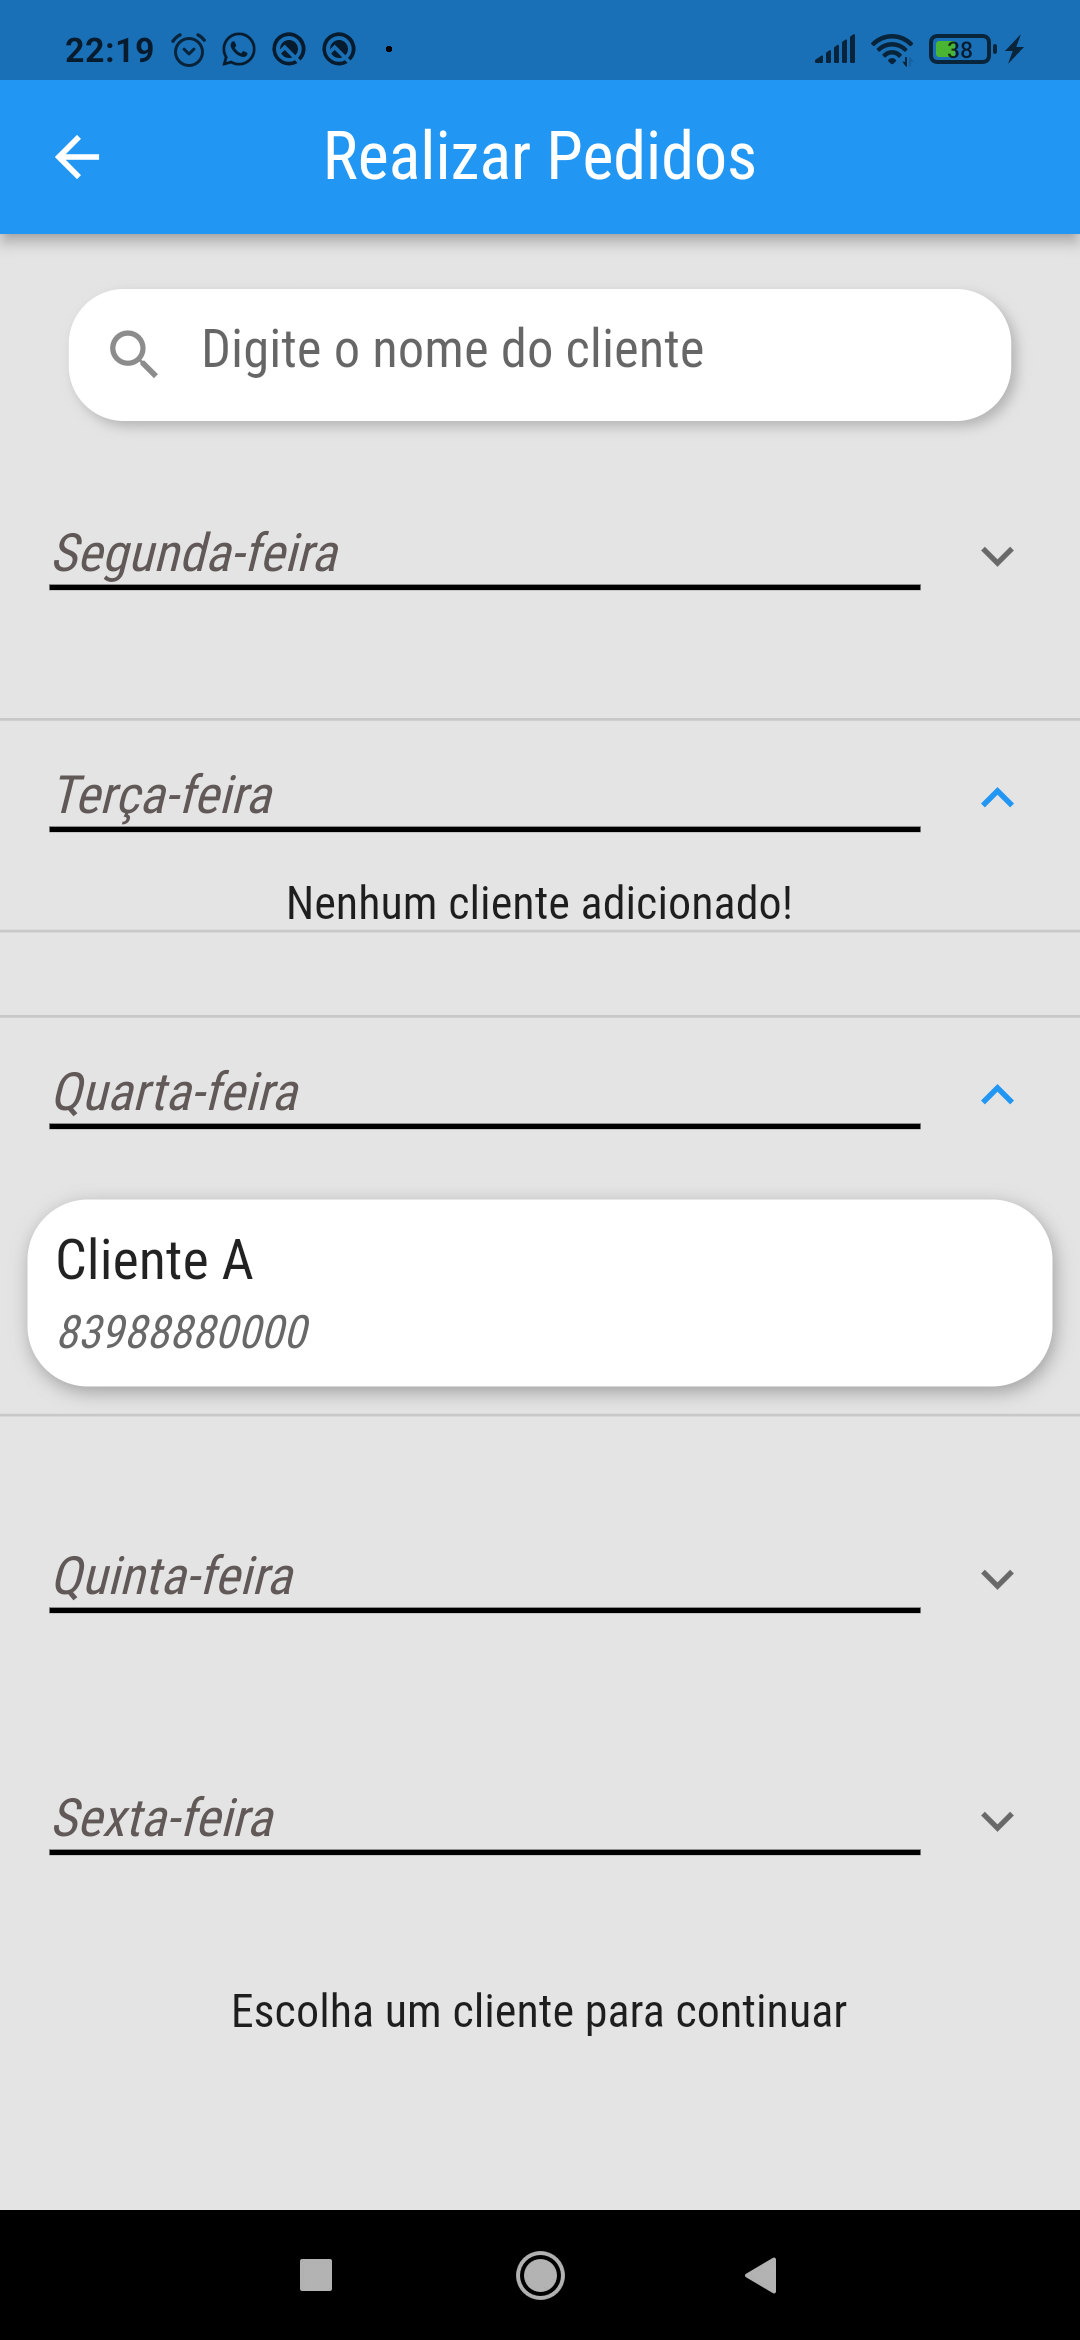 22:19
38
Realizar Pedidos
Digite o nome do cliente
Segunda-feira
Terça-feira
Nenhum cliente adicionado!
Quarta-feira
Cliente A
83988880000
Quinta-feira
Sexta-feira
Escolha um cliente para continuar